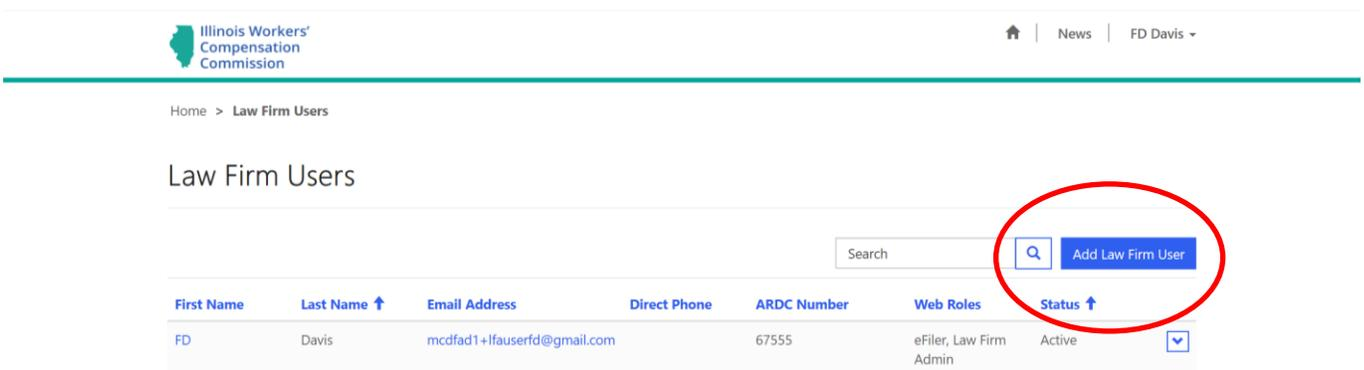 Illinois Workers'
Compensation
Commission
News FD Davis
Home > Law Firm Users
Law Firm Users
Search Add Law Firm User
First Name Last Name ↑ Email Address Direct Phone ARDC Number Web Roles Status ↑
FD Davis mcdfad1+lfauserfd@gmail.com 67555 eFiler, Law Firm Active
Admin